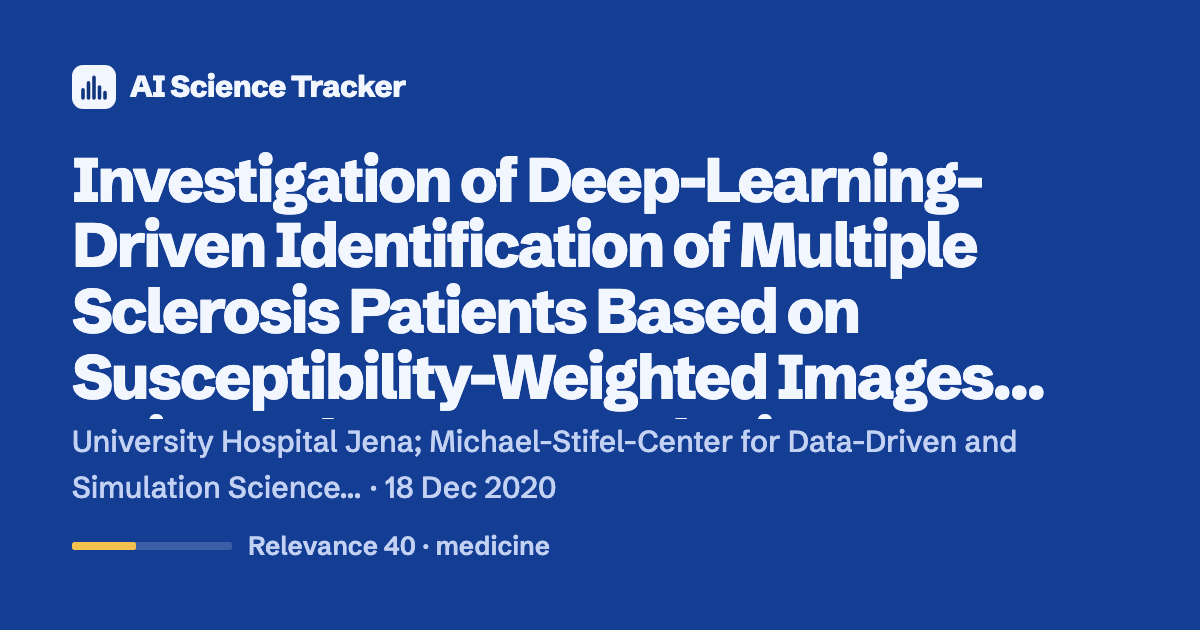 AI Science Tracker
Investigation of Deep-Learning-
Driven Identification of Multiple
Sclerosis Patients Based on
Susceptibility-Weighted Images...
University Hospital Jena; Michael-Stifel-Center for Data-Driven and
Simulation Science... · 18 Dec 2020
Relevance 40 · medicine